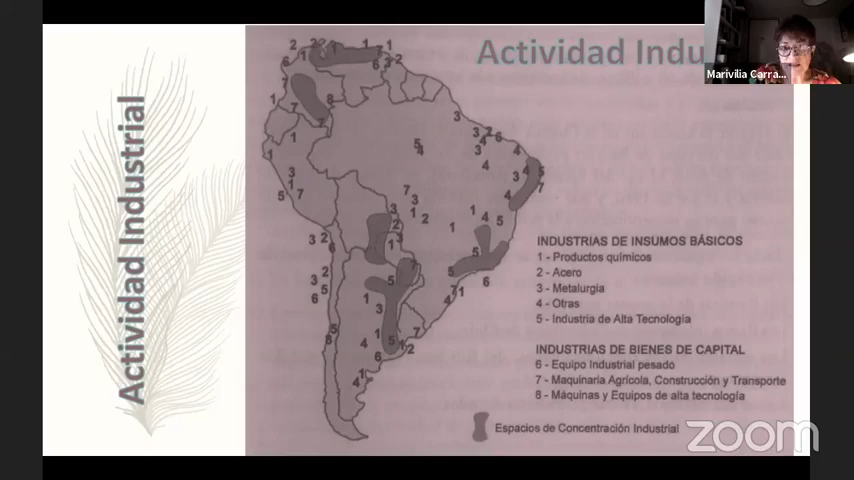 Actividad Indu
Marivilia Carra...
Actividad Industrial
INDUSTRIAS DE INSUMOS BÁSICOS
1 - Productos químicos
2 - Acero
3 - Metalurgia
4 - Otras
5 - Industria de Alta Tecnología
INDUSTRIAS DE BIENES DE CAPITAL
6 - Equipo Industrial pesado
7 - Maquinaria Agrícola, Construcción y Transporte
8 - Máquinas y Equipos de alta tecnología
Espacios de Concentración Industrial
zoom